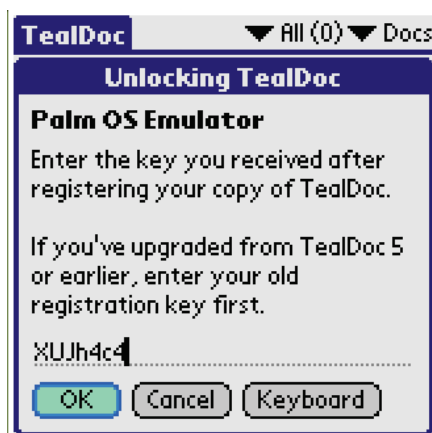 TealDoc ▼ All (0) ▼ Docs
Unlocking TealDoc
Palm OS Emulator
Enter the key you received after
registering your copy of TealDoc.
If you've upgraded from TealDoc 5
or earlier, enter your old
registration key first.
XUJh4c4
OK Cancel Keyboard